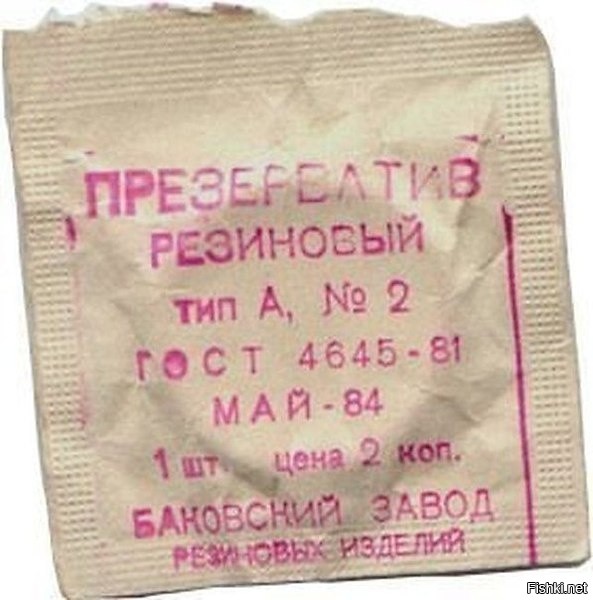 ПРЕЗЕРВАТИВ
РЕЗИНОВЫЙ
тип А, № 2
ГОСТ 4645-81
МАЙ-84
1 шт. цена 2 коп.
БАКОВСКИЙ ЗАВОД
РЕЗИНОВЫХ ИЗДЕЛИЙ
Fishki.net